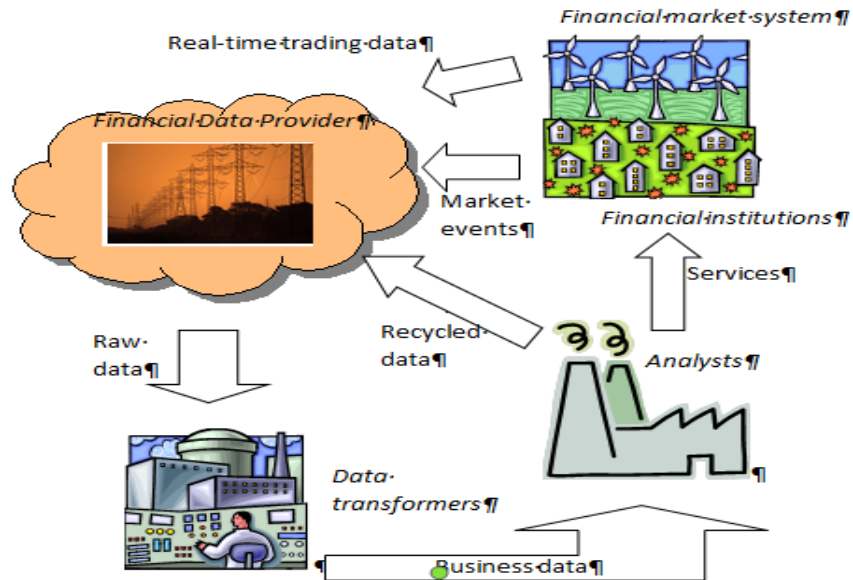 Financial·market·system¶
Real-time·trading·data¶
Financial·Data·Provider¶
Market·
events¶
Financial·institutions¶
Services¶
Recycled·
data¶
Raw·
data¶
Analysts¶
¶
Data·
transformers¶
¶
Business·data¶